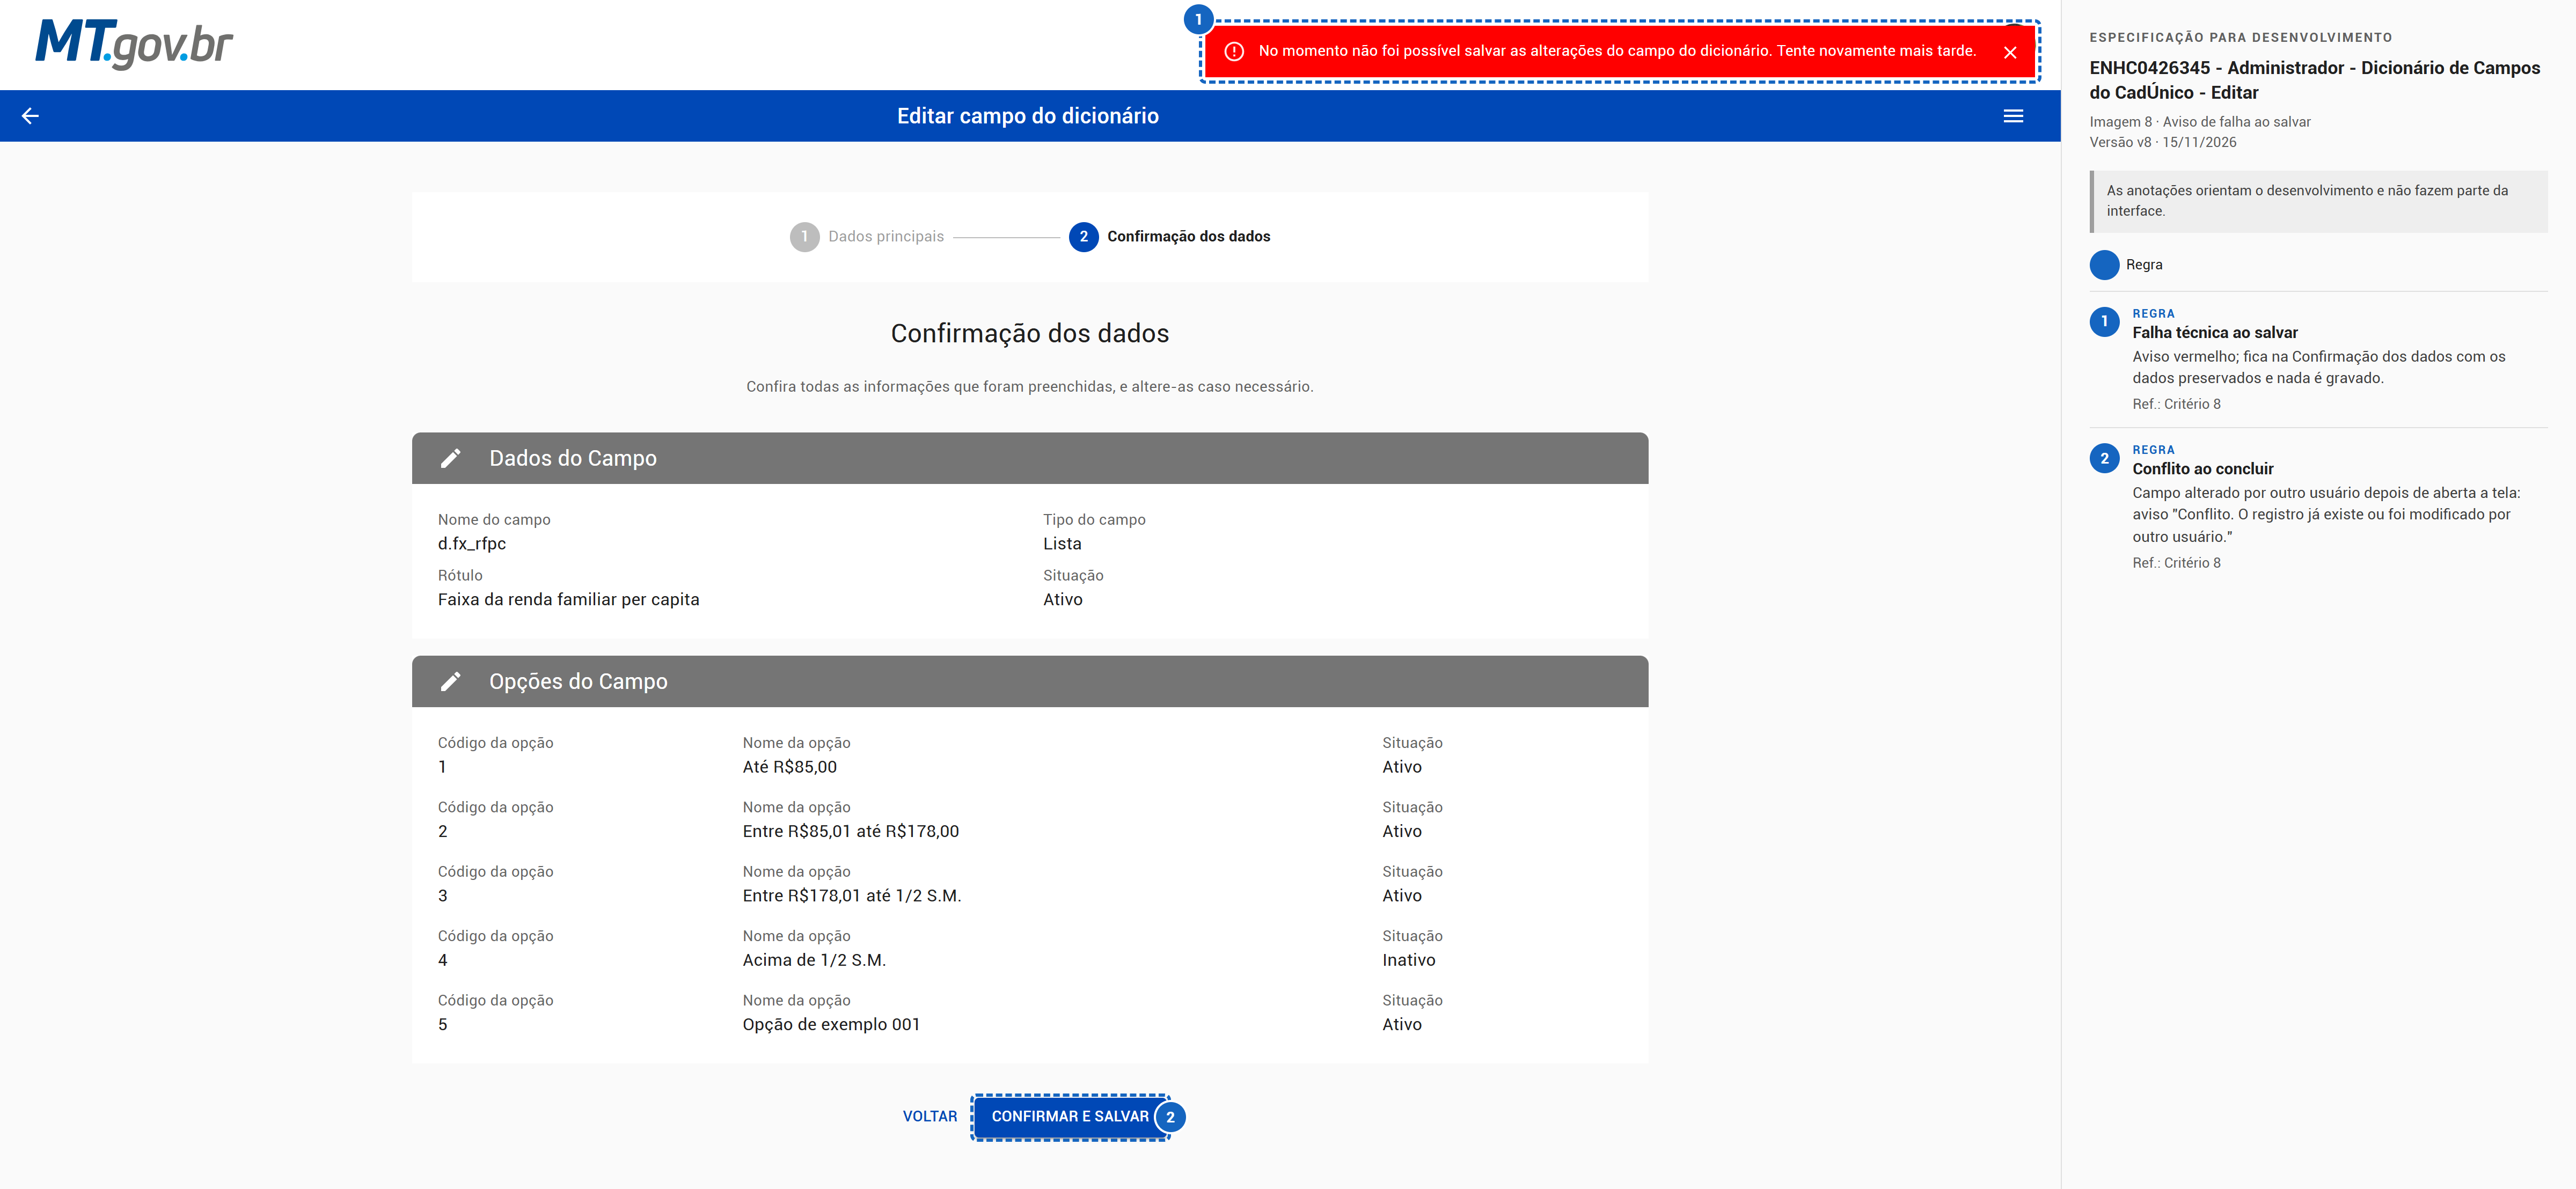 MT.gov.br
1
No momento não foi possível salvar as alterações do campo do dicionário. Tente novamente mais tarde.
Editar campo do dicionário
1 Dados principais
2 Confirmação dos dados
Confirmação dos dados
Confira todas as informações que foram preenchidas, e altere-as caso necessário.
Dados do Campo
Nome do campo
d.fx_rfpc
Tipo do campo
Lista
Rótulo
Faixa da renda familiar per capita
Situação
Ativo
Opções do Campo
Código da opção
1
Nome da opção
Até R$85,00
Situação
Ativo
Código da opção
2
Nome da opção
Entre R$85,01 até R$178,00
Situação
Ativo
Código da opção
3
Nome da opção
Entre R$178,01 até 1/2 S.M.
Situação
Ativo
Código da opção
4
Nome da opção
Acima de 1/2 S.M.
Situação
Inativo
Código da opção
5
Nome da opção
Opção de exemplo 001
Situação
Ativo
VOLTAR
CONFIRMAR E SALVAR
2
ESPECIFICAÇÃO PARA DESENVOLVIMENTO
ENHC0426345 - Administrador - Dicionário de Campos
do CadÚnico - Editar
Imagem 8 · Aviso de falha ao salvar
Versão v8 · 15/11/2026
As anotações orientam o desenvolvimento e não fazem parte da
interface.
Regra
1
REGRA
Falha técnica ao salvar
Aviso vermelho; fica na Confirmação dos dados com os
dados preservados e nada é gravado.
Ref.: Critério 8
2
REGRA
Conflito ao concluir
Campo alterado por outro usuário depois de aberta a tela:
aviso "Conflito. O registro já existe ou foi modificado por
outro usuário."
Ref.: Critério 8